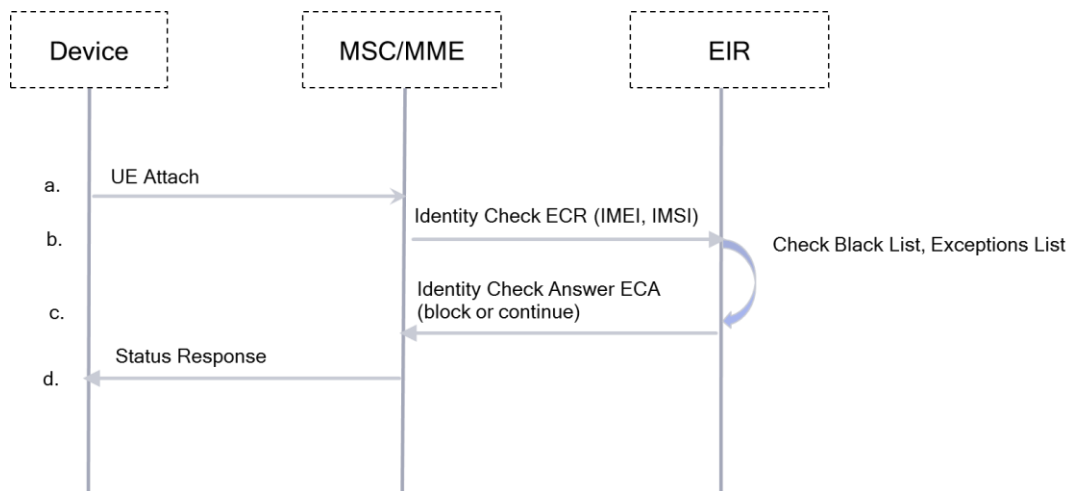 Device
MSC/MME
EIR
a.
UE Attach
b.
Identity Check ECR (IMEI, IMSI)
Check Black List, Exceptions List
c.
Identity Check Answer ECA
(block or continue)
d.
Status Response